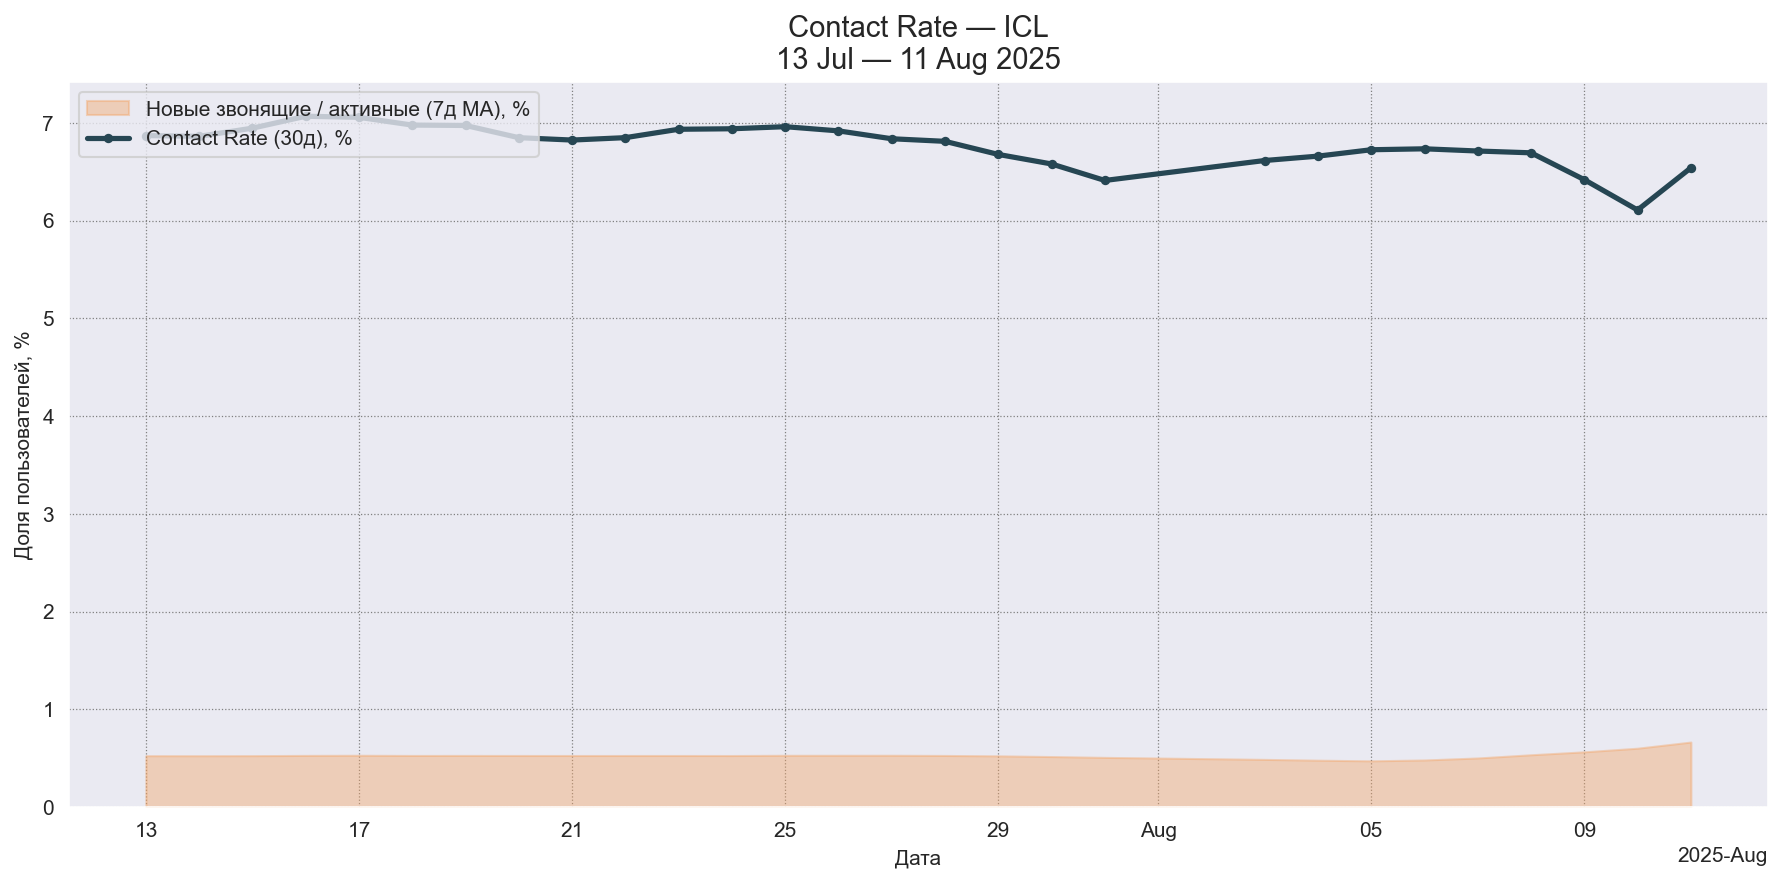 Contact Rate — ICL
13 Jul — 11 Aug 2025
Новые звонящие / активные (7д MA), %
Contact Rate (30д), %
Доля пользователей, %
7
6
5
4
3
2
1
0
13 17 21 25 29 Aug 05 09
2025-Aug
Дата